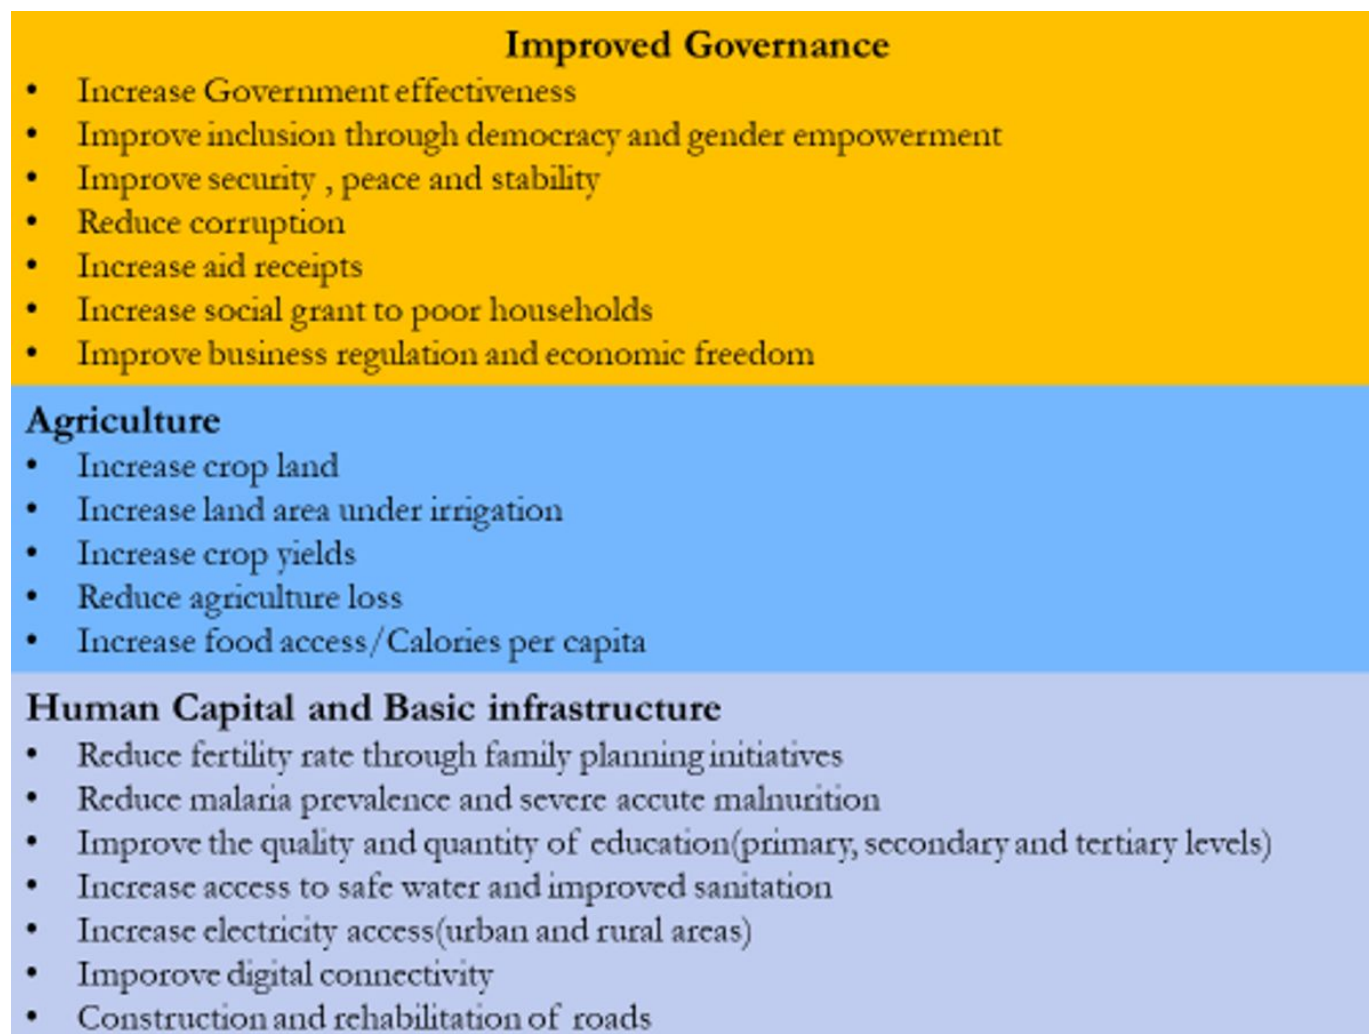 Improved Governance
• Increase Government effectiveness
• Improve inclusion through democracy and gender empowerment
• Improve security , peace and stability
• Reduce corruption
• Increase aid receipts
• Increase social grant to poor households
• Improve business regulation and economic freedom
Agriculture
• Increase crop land
• Increase land area under irrigation
• Increase crop yields
• Reduce agriculture loss
• Increase food access/Calories per capita
Human Capital and Basic infrastructure
• Reduce fertility rate through family planning initiatives
• Reduce malaria prevalence and severe accute malnurition
• Improve the quality and quantity of education(primary, secondary and tertiary levels)
• Increase access to safe water and improved sanitation
• Increase electricity access(urban and rural areas)
• Imporove digital connectivity
• Construction and rehabilitation of roads